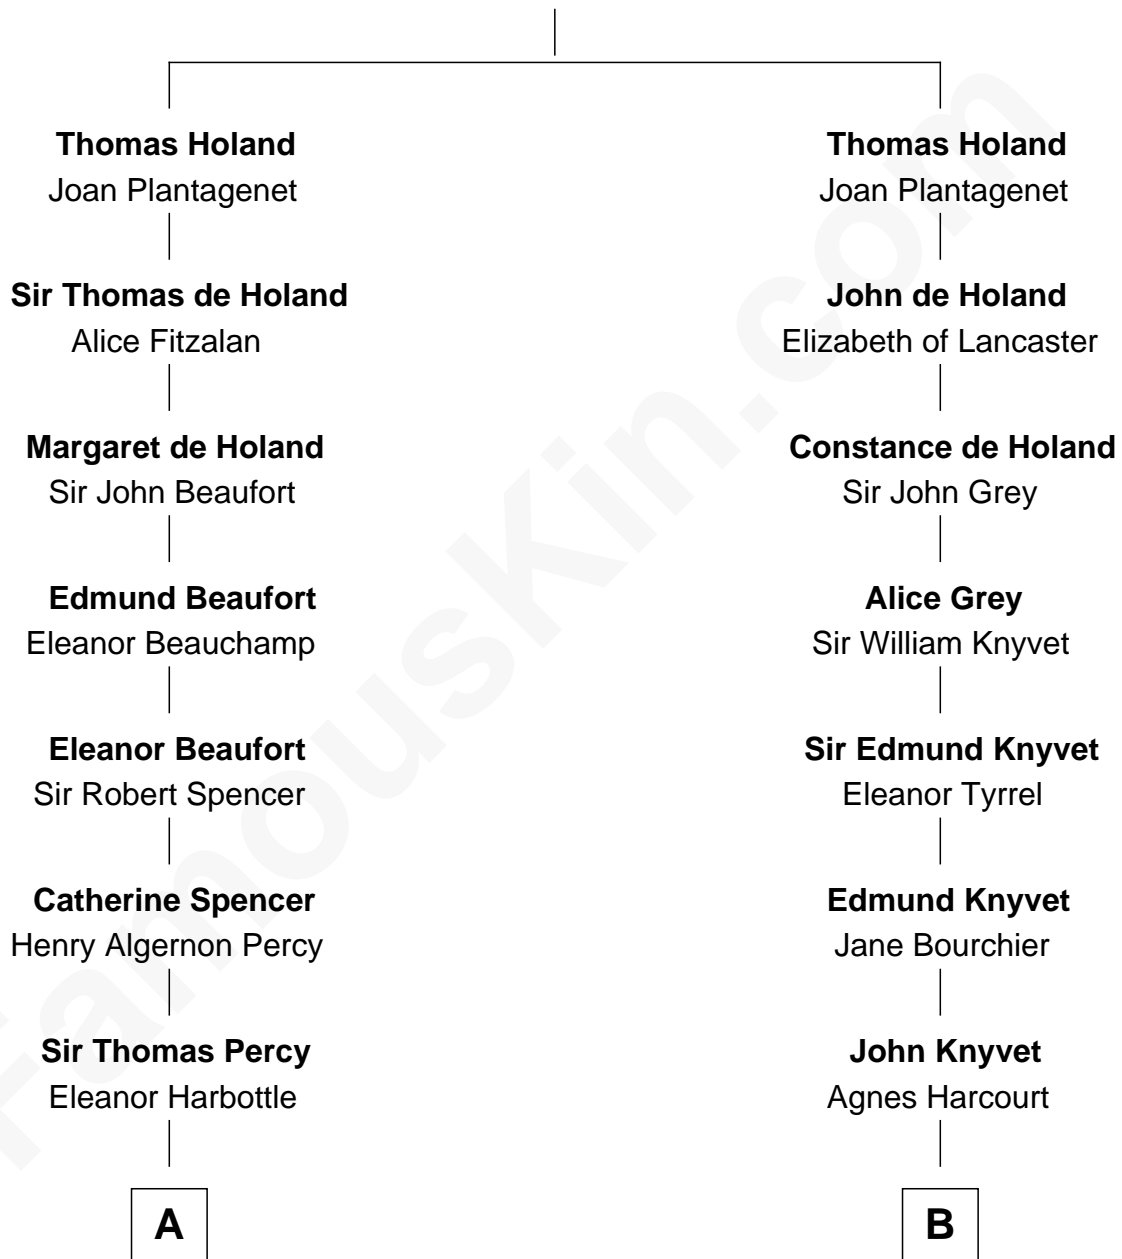 Thomas Holand
Joan Plantagenet
Sir Thomas de Holand
Alice Fitzalan
Margaret de Holand
Sir John Beaufort
Edmund Beaufort
Eleanor Beauchamp
Eleanor Beaufort
Sir Robert Spencer
Catherine Spencer
Henry Algernon Percy
Sir Thomas Percy
Eleanor Harbottle
A
Thomas Holand
Joan Plantagenet
John de Holand
Elizabeth of Lancaster
Constance de Holand
Sir John Grey
Alice Grey
Sir William Knyvet
Sir Edmund Knyvet
Eleanor Tyrrel
Edmund Knyvet
Jane Bourchier
John Knyvet
Agnes Harcourt
B
FamousKin.com